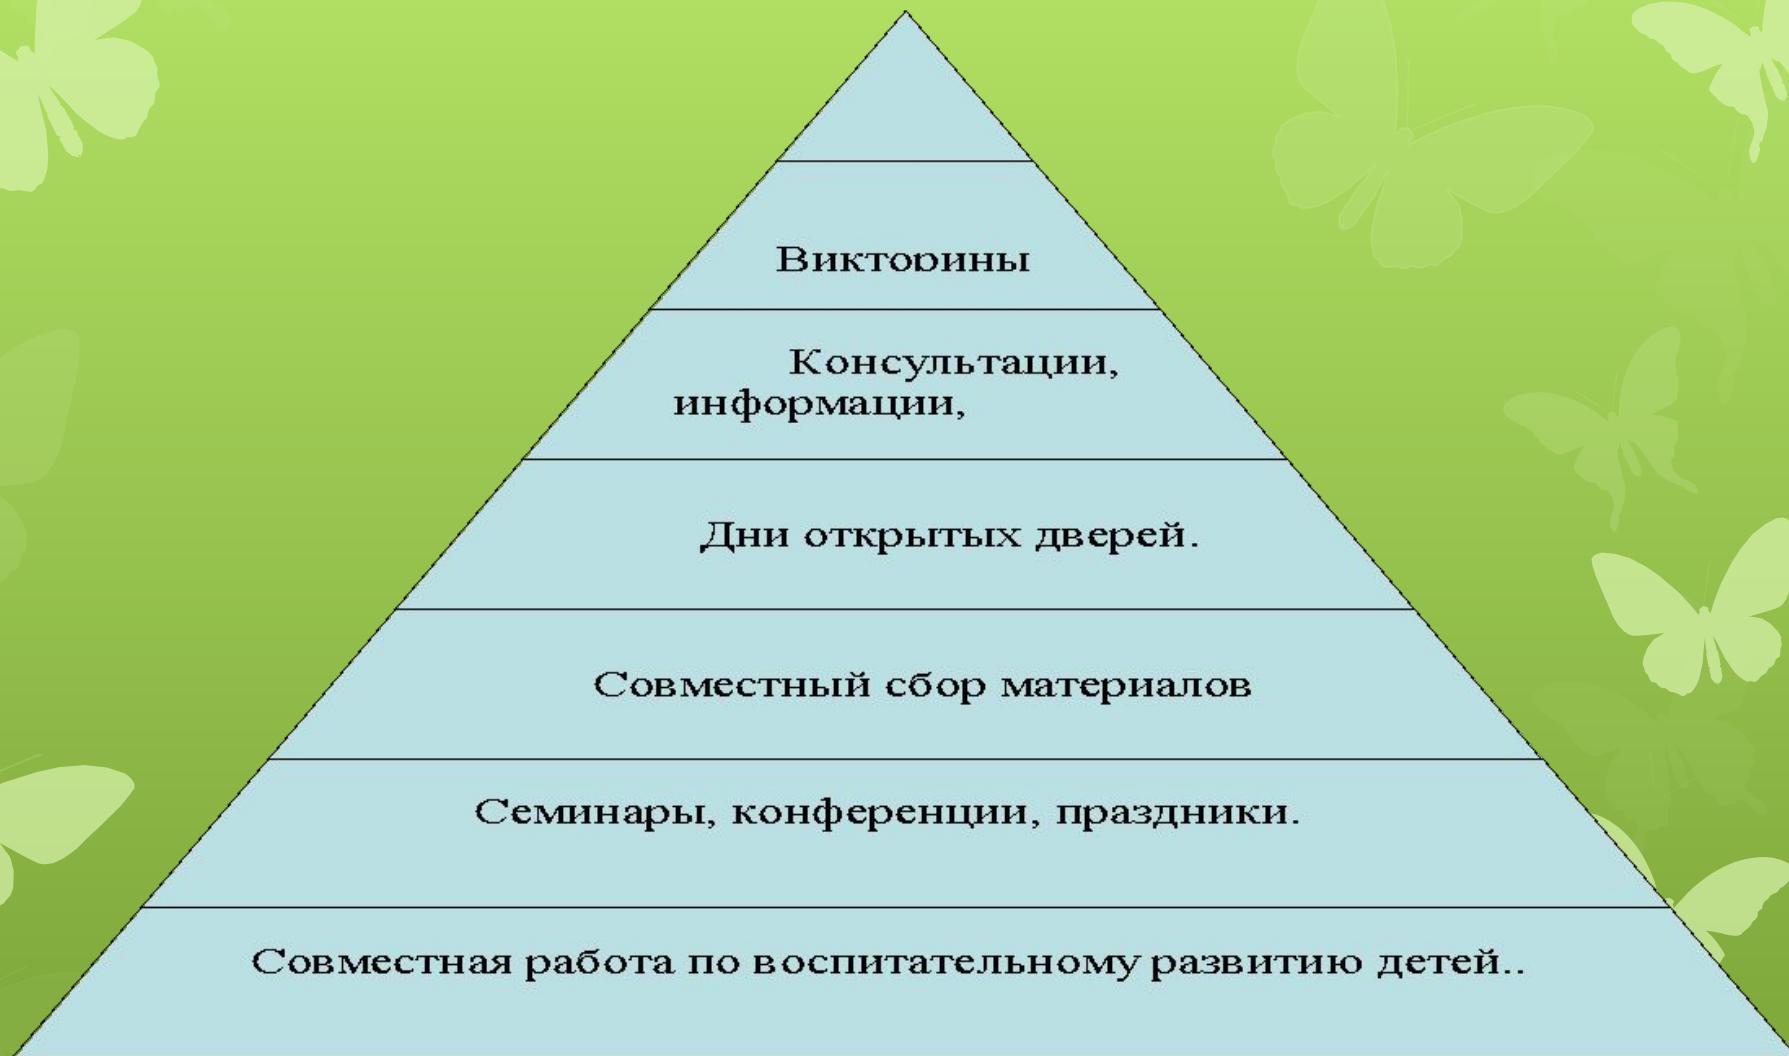 Викторины
Консультации,
информации,
Дни открытых дверей.
Совместный сбор материалов
Семинары, конференции, праздники.
Совместная работа по воспитательному развитию детей..